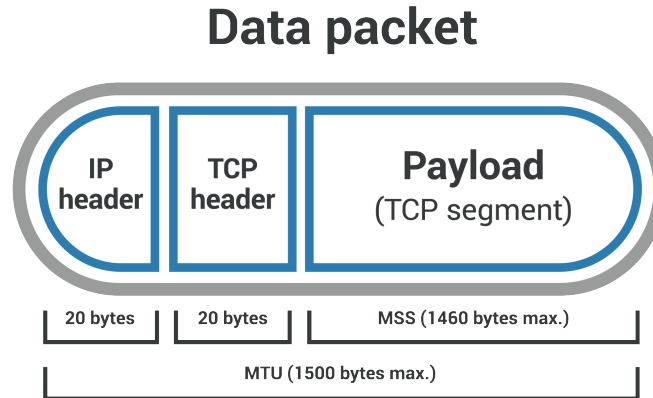 Data packet
IP
header
TCP
header
Payload
(TCP segment)
20 bytes
20 bytes
MSS (1460 bytes max.)
MTU (1500 bytes max.)